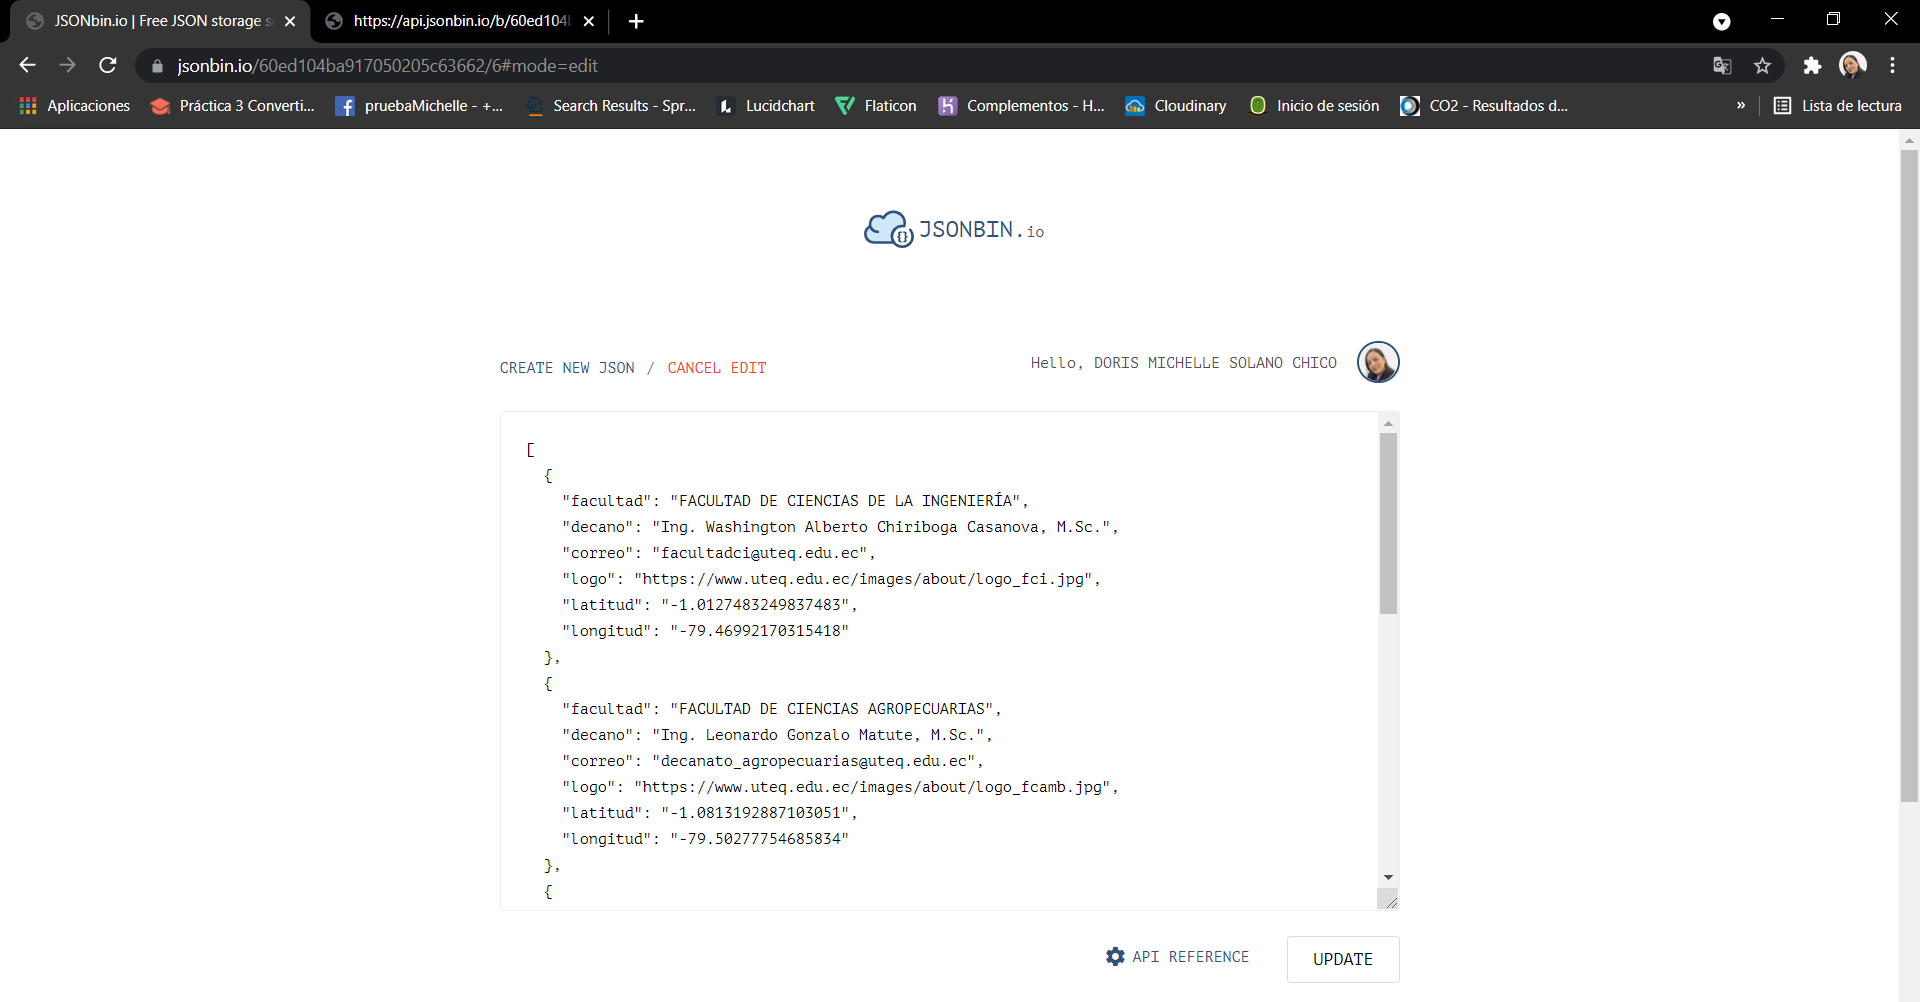 JSONbin.io | Free JSON storage s
https://api.jsonbin.io/b/60ed104
jsonbin.io/60ed104ba917050205c63662/6#mode=edit
Aplicaciones Práctica 3 Converti... pruebaMichelle - +... Search Results - Spr... Lucidchart Flaticon Complementos - H... Cloudinary Inicio de sesión CO2 - Resultados d... » Lista de lectura
JSONBIN.io
CREATE NEW JSON / CANCEL EDIT
Hello, DORIS MICHELLE SOLANO CHICO
[
{
"facultad": "FACULTAD DE CIENCIAS DE LA INGENIERÍA",
"decano": "Ing. Washington Alberto Chiriboga Casanova, M.Sc.",
"correo": "facultadci@uteq.edu.ec",
"logo": "https://www.uteq.edu.ec/images/about/logo_fci.jpg",
"latitud": "-1.0127483249837483",
"longitud": "-79.46992170315418"
},
{
"facultad": "FACULTAD DE CIENCIAS AGROPECUARIAS",
"decano": "Ing. Leonardo Gonzalo Matute, M.Sc.",
"correo": "decanato_agropecuarias@uteq.edu.ec",
"logo": "https://www.uteq.edu.ec/images/about/logo_fcamb.jpg",
"latitud": "-1.0813192887103051",
"longitud": "-79.50277754685834"
},
{
API REFERENCE
UPDATE